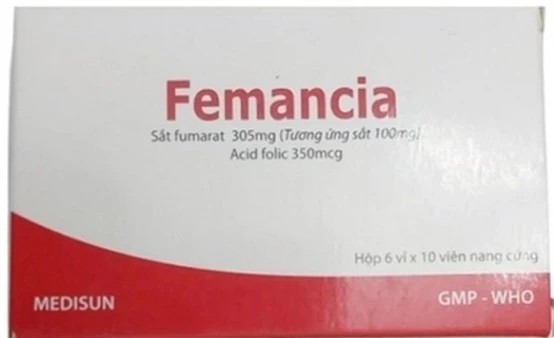 Femancia
Sắt fumarat 305mg (Tương ứng sắt 100mg)
Acid folic 350mcg
Hộp 6 vỉ x 10 viên nang cứng
MEDISUN
GMP - WHO